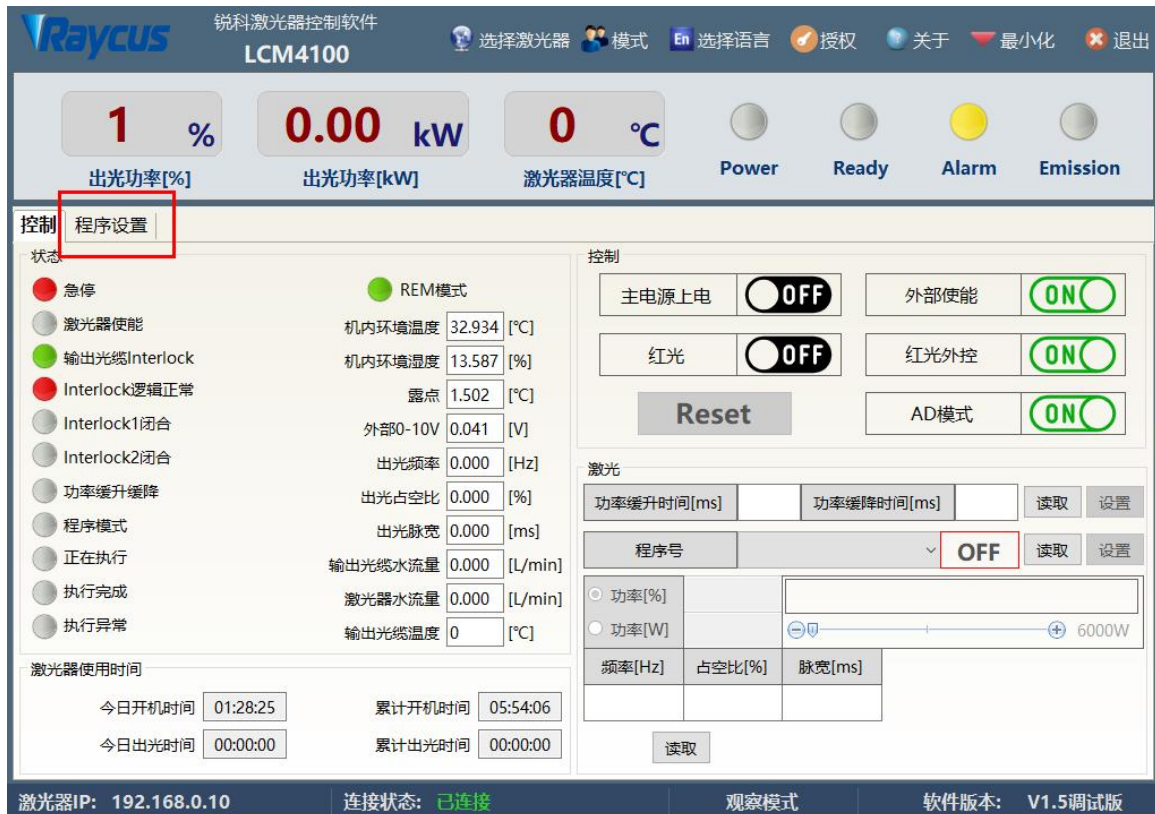 Raycus
锐科激光器控制软件
LCM4100
选择激光器 模式 En 选择语言 授权 关于 最小化 退出
1 % 0.00 kW 0 ℃
出光功率[%] 出光功率[kW] 激光器温度[℃] Power Ready Alarm Emission
控制 程序设置
状态
急停 REM模式
激光器使能 机内环境温度 32.934 [℃]
输出光缆Interlock 机内环境湿度 13.587 [%]
Interlock逻辑正常 露点 1.502 [℃]
Interlock1闭合 外部0-10V 0.041 [V]
Interlock2闭合 出光频率 0.000 [Hz]
功率缓升缓降 出光占空比 0.000 [%]
程序模式 出光脉宽 0.000 [ms]
正在执行 输出光缆水流量 0.000 [L/min]
执行完成 激光器水流量 0.000 [L/min]
执行异常 输出光缆温度 0 [℃]
激光器使用时间
今日开机时间 01:28:25 累计开机时间 05:54:06
今日出光时间 00:00:00 累计出光时间 00:00:00
控制
主电源上电 OFF 外部使能 ON
红光 OFF 红光外控 ON
Reset AD模式 ON
激光
功率缓升时间[ms] 功率缓降时间[ms] 读取 设置
程序号 OFF 读取 设置
功率[%]
功率[W] 6000W
频率[Hz] 占空比[%] 脉宽[ms]
读取
激光器IP: 192.168.0.10 连接状态: 已连接 观察模式 软件版本: V1.5调试版